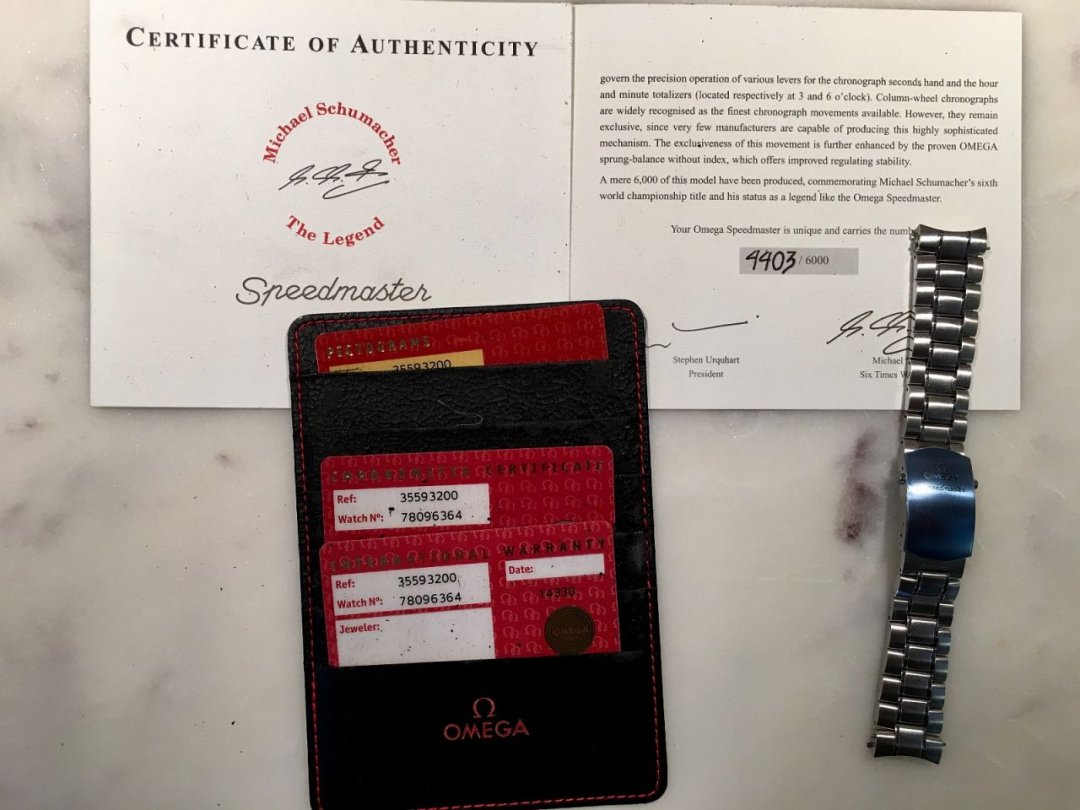 CERTIFICATE OF AUTHENTICITY
Michael Schumacher
The Legend
Speedmaster
govern the precision operation of various levers for the chronograph seconds hand and the hour
and minute totalizers (located respectively at 3 and 6 o'clock). Column-wheel chronographs
are widely recognised as the finest chronograph movements available. However, they remain
exclusive, since very few manufacturers are capable of producing this highly sophisticated
mechanism. The exclusiveness of this movement is further enhanced by the proven OMEGA
sprung-balance without index, which offers improved regulating stability.
A mere 6,000 of this model have been produced, commemorating Michael Schumacher's sixth
world championship title and his status as a legend like the Omega Speedmaster.
Your Omega Speedmaster is unique and carries the numb
4403 / 6000
Stephen Urquhart
President
Michael
Six Times W
PICTOGRAMS
35593200
CHRONOMETER CERTIFICATE
Ref: 35593200
Watch Nº: 78096364
INTERNATIONAL WARRANTY
Ref: 35593200
Watch Nº: 78096364
Jeweler:
Date:
14330
OMEGA
Ω
OMEGA
OMEGA
Speedmaster